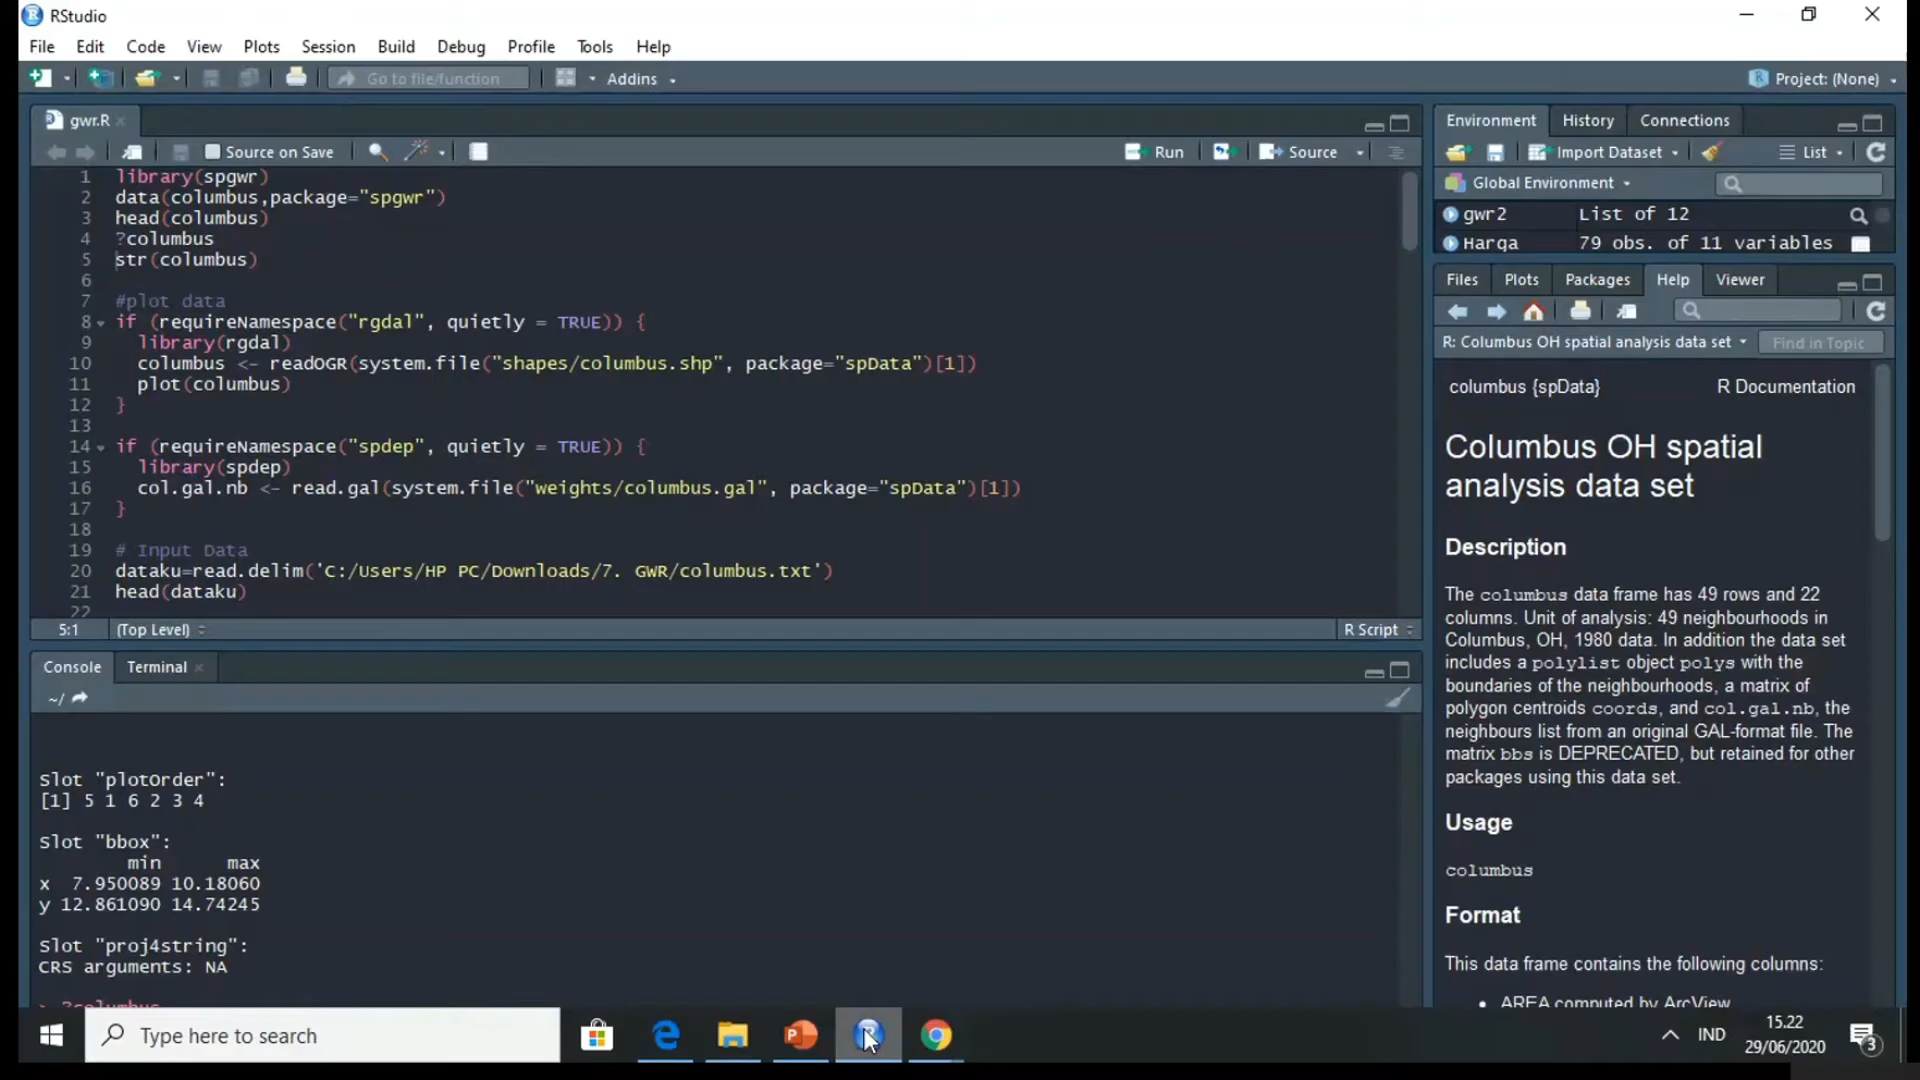 RStudio
File Edit Code View Plots Session Build Debug Profile Tools Help
Go to file/function Addins Project: (None)
gwr.R
Source on Save Run Source
1 library(spgwr)
2 data(columbus,package="spgwr")
3 head(columbus)
4 ?columbus
5 str(columbus)
6
7 #plot data
8 if (requireNamespace("rgdal", quietly = TRUE)) {
9 library(rgdal)
10 columbus <- readOGR(system.file("shapes/columbus.shp", package="spData")[1])
11 plot(columbus)
12 }
13
14 if (requireNamespace("spdep", quietly = TRUE)) {
15 library(spdep)
16 col.gal.nb <- read.gal(system.file("weights/columbus.gal", package="spData")[1])
17 }
18
19 # Input Data
20 dataku=read.delim('C:/Users/HP PC/Downloads/7. GWR/columbus.txt')
21 head(dataku)
22
5:1 (Top Level) R Script
Console Terminal
~/
Slot "plotOrder":
[1] 5 1 6 2 3 4
Slot "bbox":
min max
x 7.950089 10.18060
y 12.861090 14.74245
Slot "proj4string":
CRS arguments: NA
> ?columbus
Environment History Connections
Import Dataset List
Global Environment
gwr2 List of 12
Harga 79 obs. of 11 variables
Files Plots Packages Help Viewer
R: Columbus OH spatial analysis data set Find in Topic
columbus {spData} R Documentation
Columbus OH spatial
analysis data set
Description
The columbus data frame has 49 rows and 22
columns. Unit of analysis: 49 neighbourhoods in
Columbus, OH, 1980 data. In addition the data set
includes a polylist object polys with the
boundaries of the neighbourhoods, a matrix of
polygon centroids coords, and col.gal.nb, the
neighbours list from an original GAL-format file. The
matrix bbs is DEPRECATED, but retained for other
packages using this data set.
Usage
columbus
Format
This data frame contains the following columns:
• AREA computed by ArcView
Type here to search
IND
15.22
29/06/2020
3